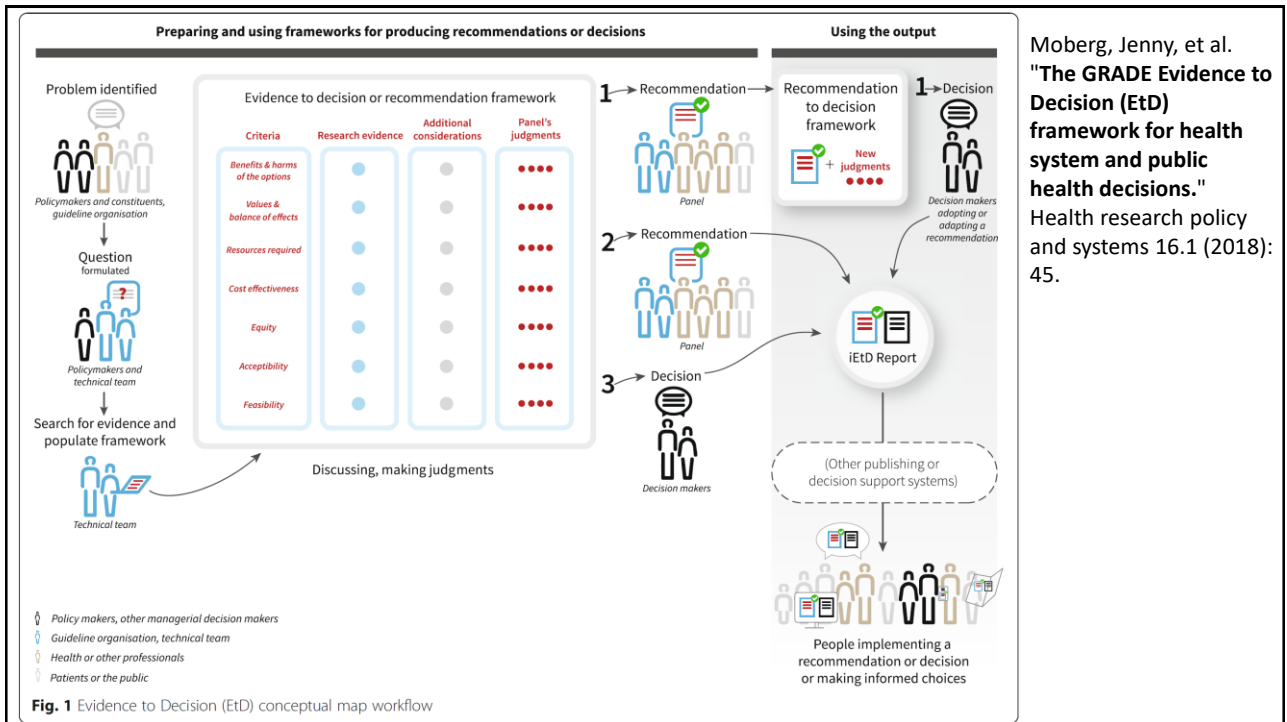 Preparing and using frameworks for producing recommendations or decisions
Using the output
Problem identified
Policymakers and constituents,
guideline organisation
Question
formulated
?
Policymakers and
technical team
Search for evidence and
populate framework
Technical team
Evidence to decision or recommendation framework
Criteria
Research evidence
Additional
considerations
Panel's
judgments
Benefits & harms
of the options
Values &
balance of effects
Resources required
Cost effectiveness
Equity
Acceptibility
Feasibility
Discussing, making judgments
1
Recommendation
Panel
2
Recommendation
Panel
3
Decision
Decision makers
Recommendation
to decision
framework
+
New
judgments
1
Decision
Decision makers
adopting or
adapting a
recommendation
iEtD Report
(Other publishing or
decision support systems)
People implementing a
recommendation or decision
or making informed choices
Policy makers, other managerial decision makers
Guideline organisation, technical team
Health or other professionals
Patients or the public
Fig. 1 Evidence to Decision (EtD) conceptual map workflow
Moberg, Jenny, et al.
"The GRADE Evidence to
Decision (EtD)
framework for health
system and public
health decisions."
Health research policy
and systems 16.1 (2018):
45.